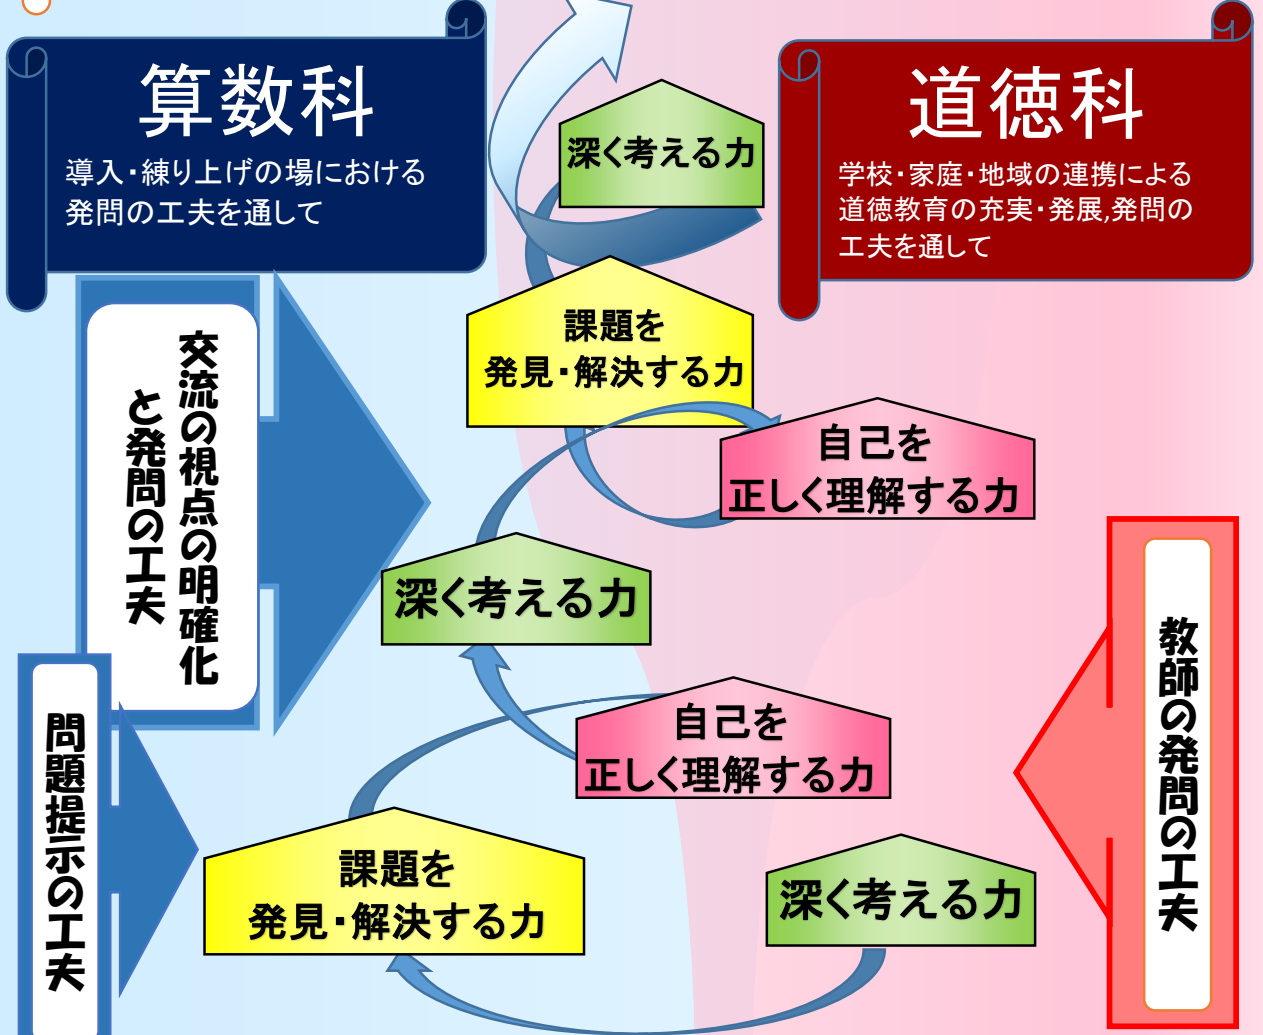 算数科
導入・練り上げの場における
発問の工夫を通して
道徳科
学校・家庭・地域の連携による
道徳教育の充実・発展,発問の
工夫を通して
深く考える力
課題を
発見・解決する力
自己を
正しく理解する力
交流の視点の明確化
と発問の工夫
深く考える力
自己を
正しく理解する力
教師の発問の工夫
問題提示の工夫
課題を
発見・解決する力
深く考える力